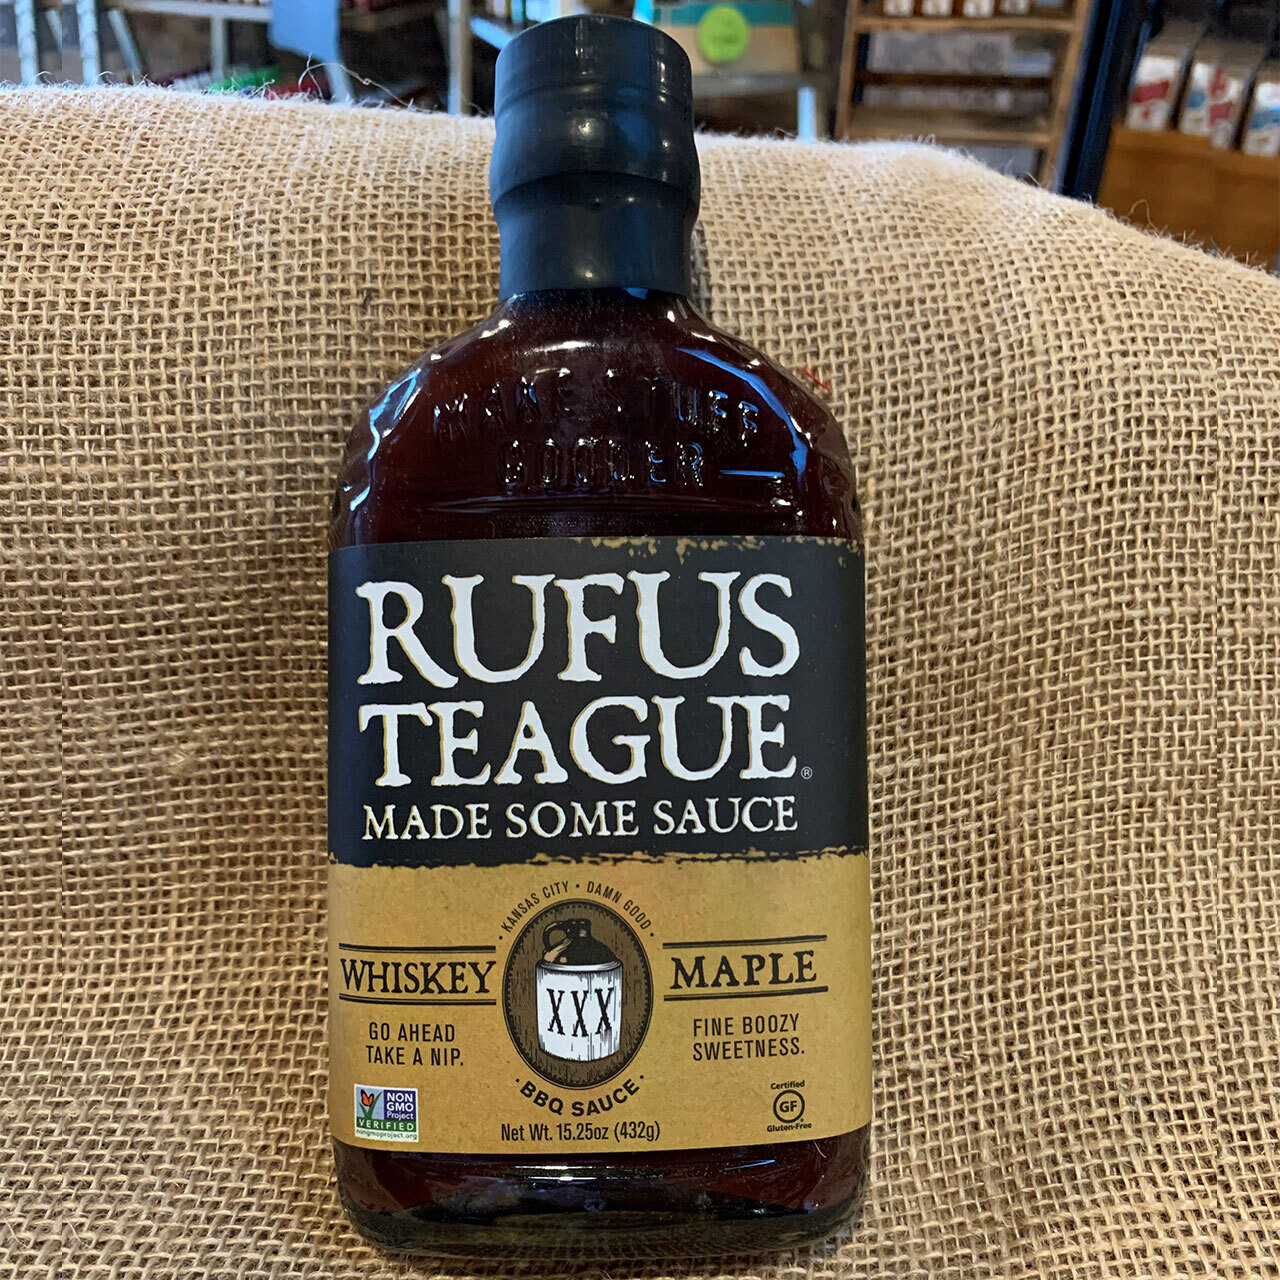 MAKE STUFF
GOODER
RUFUS
TEAGUE®
MADE SOME SAUCE
• KANSAS CITY • DAMN GOOD •
WHISKEY
XXX
MAPLE
GO AHEAD
TAKE A NIP.
FINE BOOZY
SWEETNESS.
• BBQ SAUCE •
NON
GMO
Project
VERIFIED
nongmoproject.org
Net Wt. 15.25oz (432g)
Certified
GF
Gluten-Free